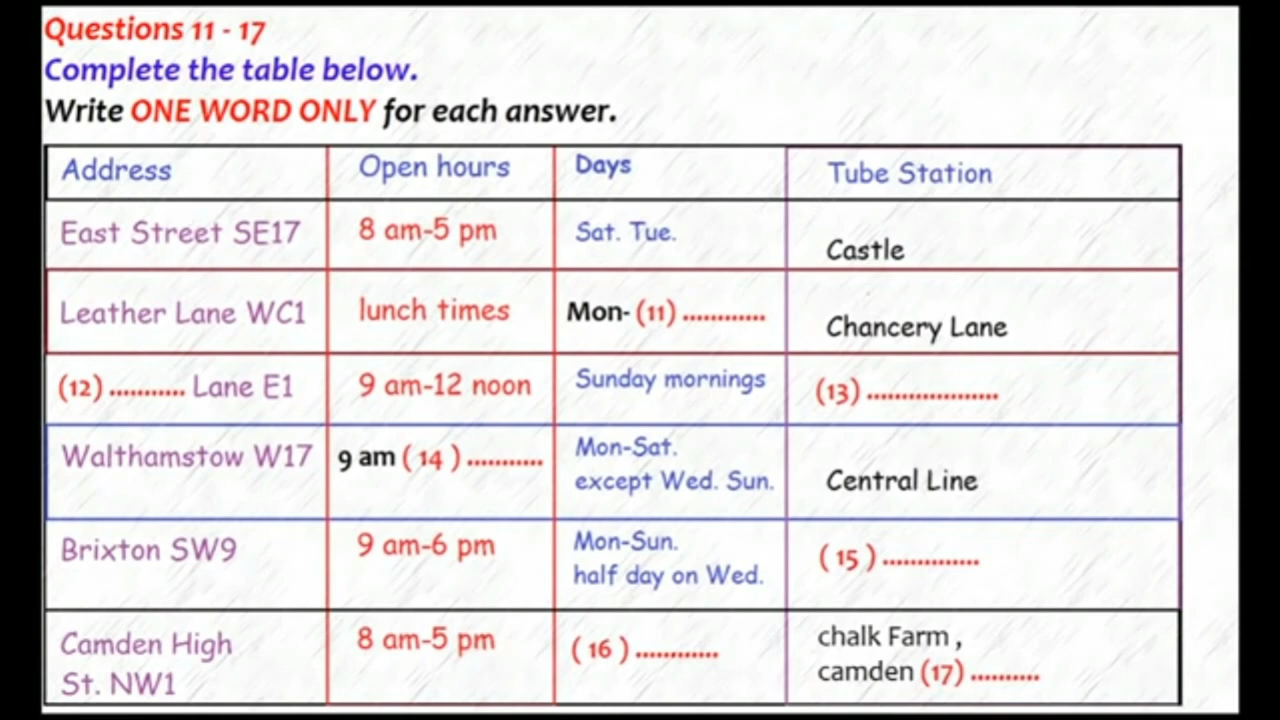 Questions 11 - 17
Complete the table below.
Write ONE WORD ONLY for each answer.
Address Open hours Days Tube Station
East Street SE17 8 am-5 pm Sat. Tue. Castle
Leather Lane WC1 lunch times Mon- (11) ............ Chancery Lane
(12) ........... Lane E1 9 am-12 noon Sunday mornings (13) ...................
Walthamstow W17 9 am ( 14 ) ........... Mon-Sat.
except Wed. Sun. Central Line
Brixton SW9 9 am-6 pm Mon-Sun.
half day on Wed. ( 15 ) ..............
Camden High
St. NW1 8 am-5 pm ( 16 ) ............ chalk Farm ,
camden (17) ..........